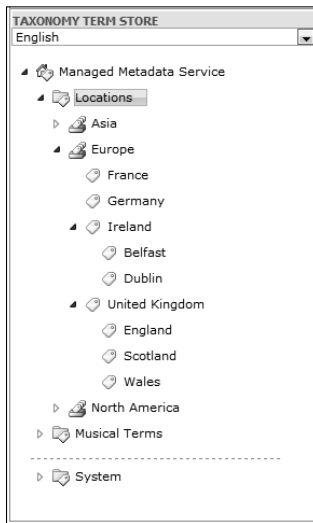 TAXONOMY TERM STORE
English
Managed Metadata Service
Locations
Asia
Europe
France
Germany
Ireland
Belfast
Dublin
United Kingdom
England
Scotland
Wales
North America
Musical Terms
System